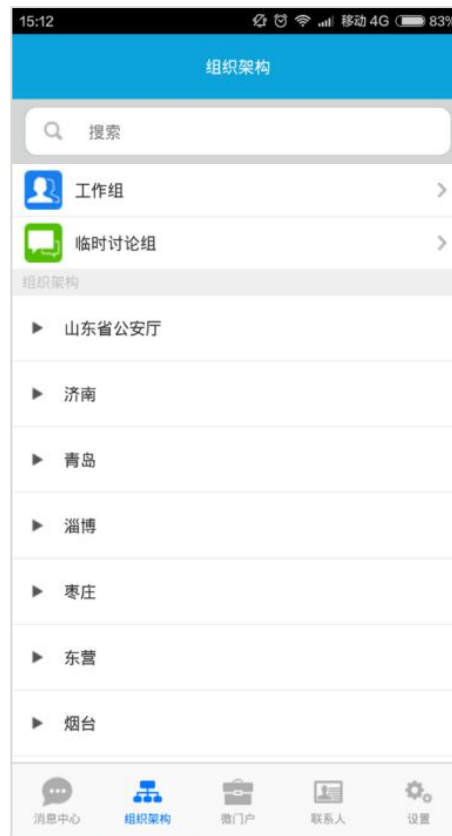 15:12 移动 4G 83%
组织架构
搜索
工作组
临时讨论组
组织架构
山东省公安厅
济南
青岛
淄博
枣庄
东营
烟台
消息中心 组织架构 微门户 联系人 设置